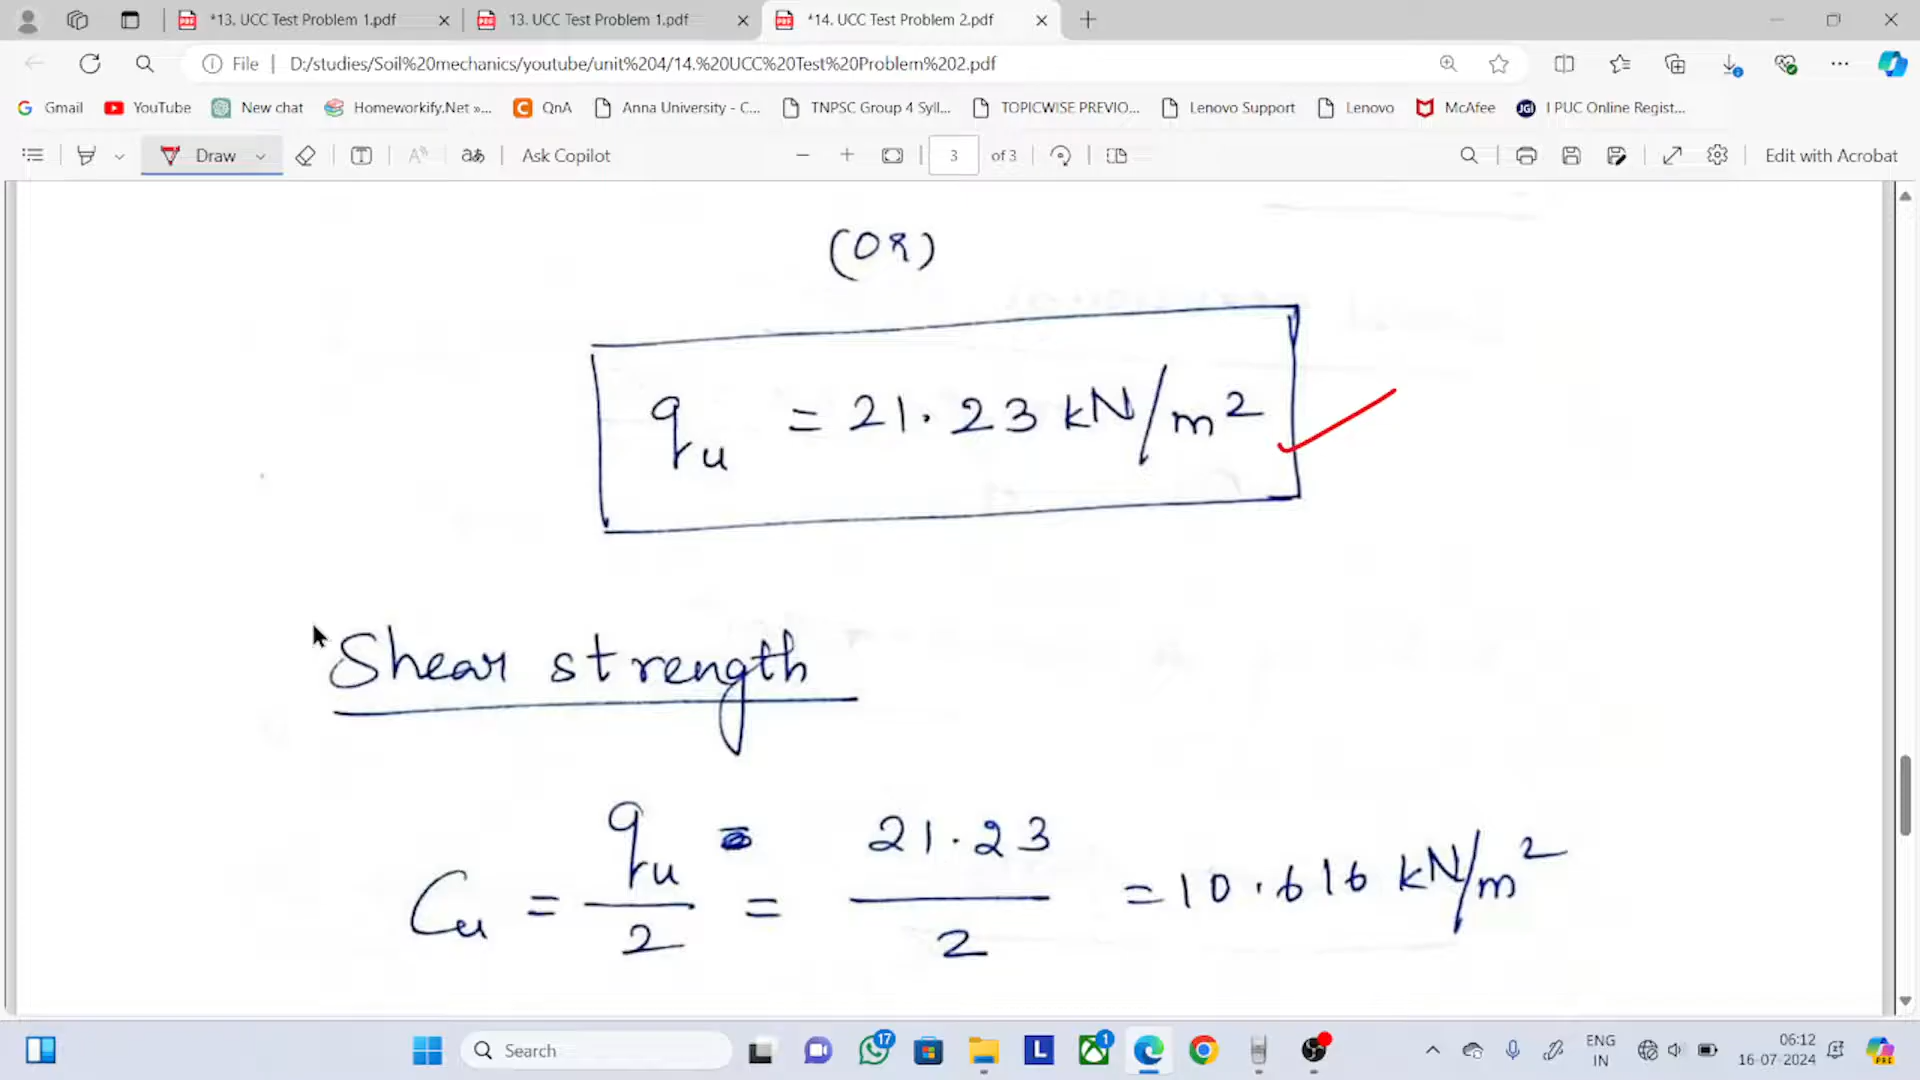 *13. UCC Test Problem 1.pdf
13. UCC Test Problem 1.pdf
*14. UCC Test Problem 2.pdf
File
D:/studies/Soil%20mechanics/youtube/unit%204/14.%20UCC%20Test%20Problem%202.pdf
Gmail
YouTube
New chat
Homeworkify.Net »...
QnA
Anna University - C...
TNPSC Group 4 Syll...
TOPICWISE PREVIO...
Lenovo Support
Lenovo
McAfee
I PUC Online Regist...
Draw
Ask Copilot
3
of 3
Edit with Acrobat
(OR)
qu = 21.23 kN/m2
Shear strength
Cu = qu/2 = 21.23/2 = 10.616 kN/m2
Search
17
1
ENG
IN
06:12
16-07-2024